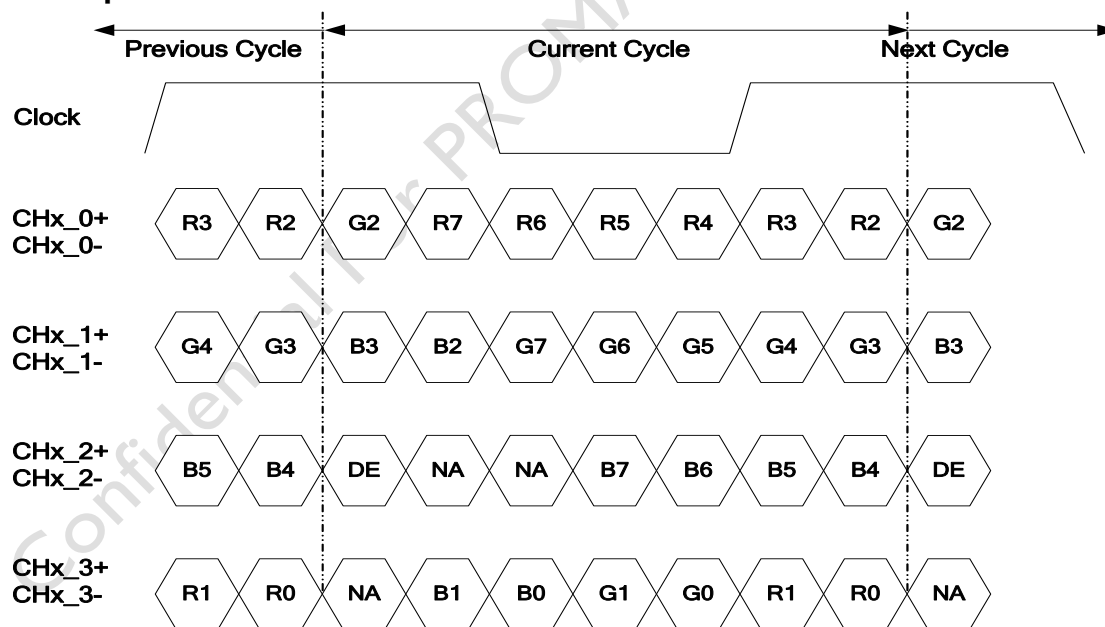 Previous Cycle Current Cycle Next Cycle
Clock
CHx_0+
CHx_0-
R3 R2 G2 R7 R6 R5 R4 R3 R2 G2
CHx_1+
CHx_1-
G4 G3 B3 B2 G7 G6 G5 G4 G3 B3
CHx_2+
CHx_2-
B5 B4 DE NA NA B7 B6 B5 B4 DE
CHx_3+
CHx_3-
R1 R0 NA B1 B0 G1 G0 R1 R0 NA